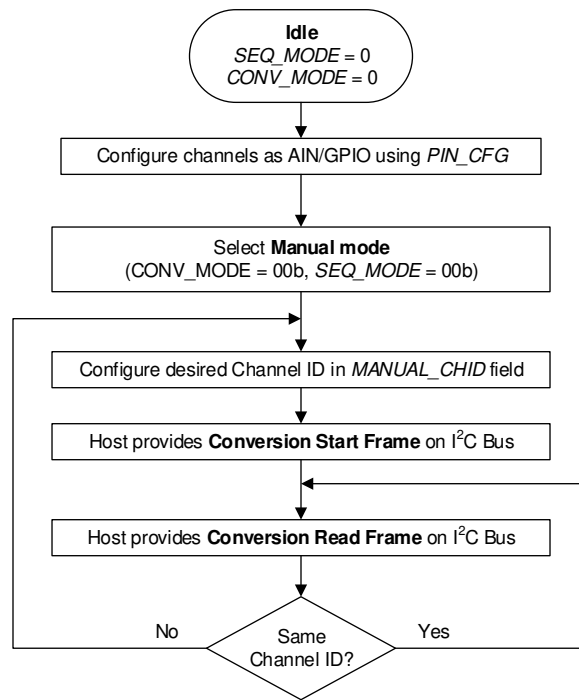 Idle
SEQ_MODE = 0
CONV_MODE = 0
Configure channels as AIN/GPIO using PIN_CFG
Select Manual mode
(CONV_MODE = 00b, SEQ_MODE = 00b)
Configure desired Channel ID in MANUAL_CHID field
Host provides Conversion Start Frame on I²C Bus
Host provides Conversion Read Frame on I²C Bus
No
Yes
Same
Channel ID?